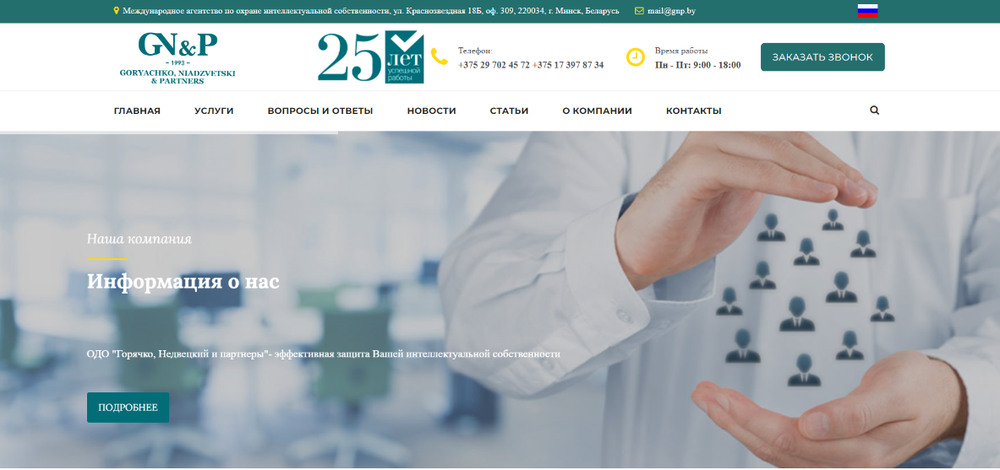 Международное агентство по охране интеллектуальной собственности, ул. Краснозвездная 18Б, оф. 309, 220034, г. Минск, Беларусь mail@gnp.by
GN&P
- 1993 -
GORYACHKO, NIADZVETSKI
& PARTNERS
25 лет
успешной
работы
Телефон:
+375 29 702 45 72 +375 17 397 87 34
Время работы
Пн - Пт: 9:00 - 18:00
ЗАКАЗАТЬ ЗВОНОК
ГЛАВНАЯ УСЛУГИ ВОПРОСЫ И ОТВЕТЫ НОВОСТИ СТАТЬИ О КОМПАНИИ КОНТАКТЫ
Наша компания
Информация о нас
ОДО "Горячко, Недвецкий и партнеры"- эффективная защита Вашей интеллектуальной собственности
ПОДРОБНЕЕ